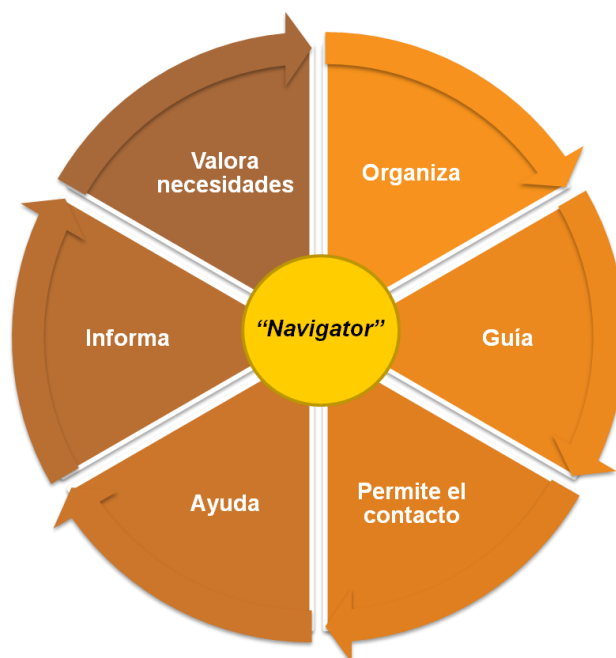 Valora
necesidades
Organiza
Informa
“Navigator”
Guía
Ayuda
Permite el
contacto